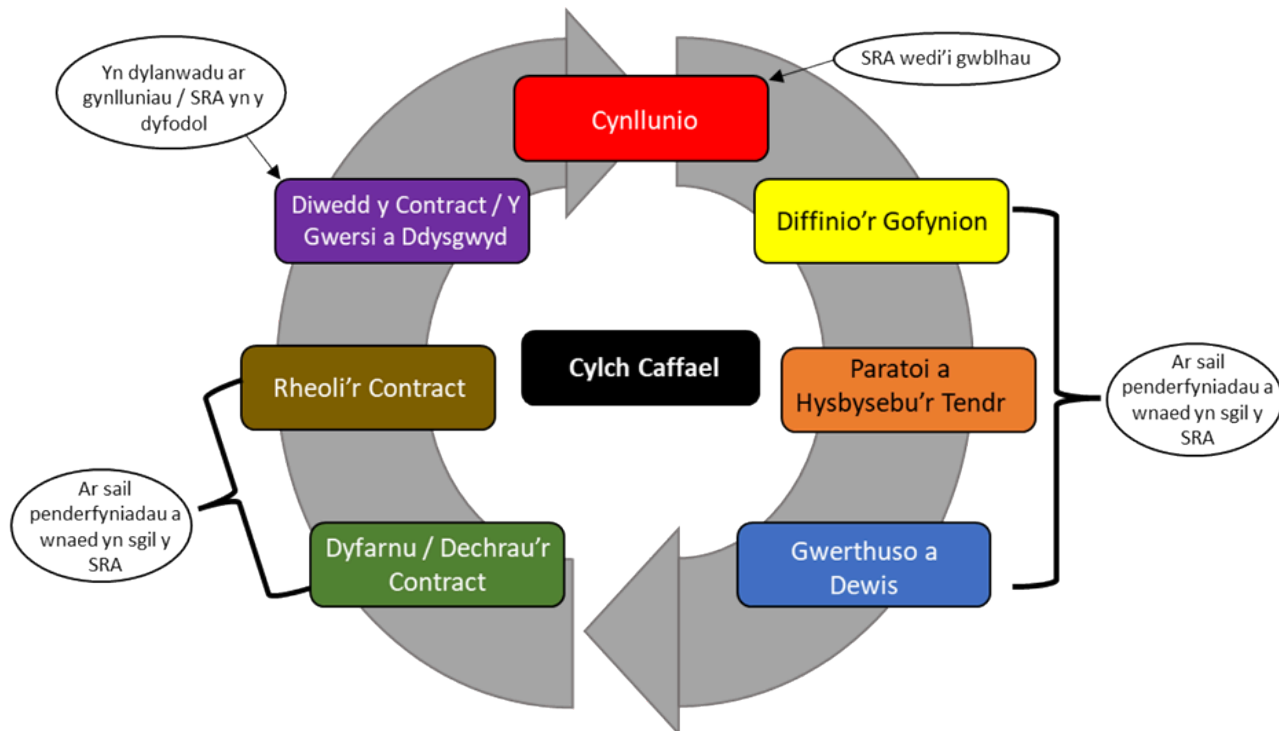 Yn dylanwadu ar
gynlluniau / SRA yn y
dyfodol
SRA wedi'i gwblhau
Cynllunio
Diwedd y Contract / Y
Gwersi a Ddysgwyd
Diffinio'r Gofynion
Cylch Caffael
Rheoli'r Contract
Paratoi a
Hysbysebu'r Tendr
Ar sail
penderfyniadau a
wnaed yn sgil y
SRA
Ar sail
penderfyniadau a
wnaed yn sgil y
SRA
Dyfarnu / Dechrau'r
Contract
Gwerthuso a
Dewis